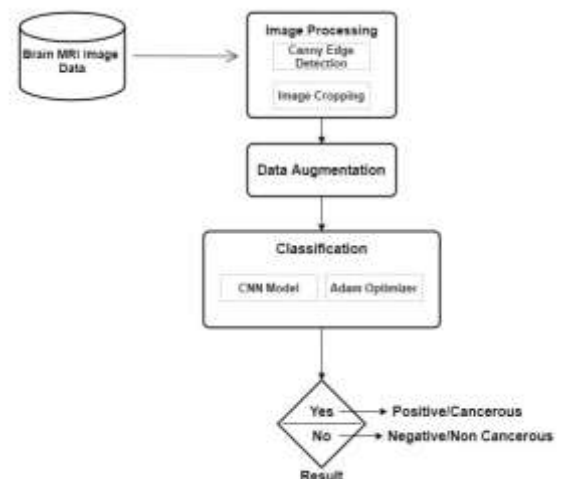 Brain MRI Image
Data
Image Processing
Canny Edge
Detection
Image Cropping
Data Augmentation
Classification
CNN Model
Adam Optimizer
Yes
Positive/Cancerous
No
Negative/Non Cancerous
Result